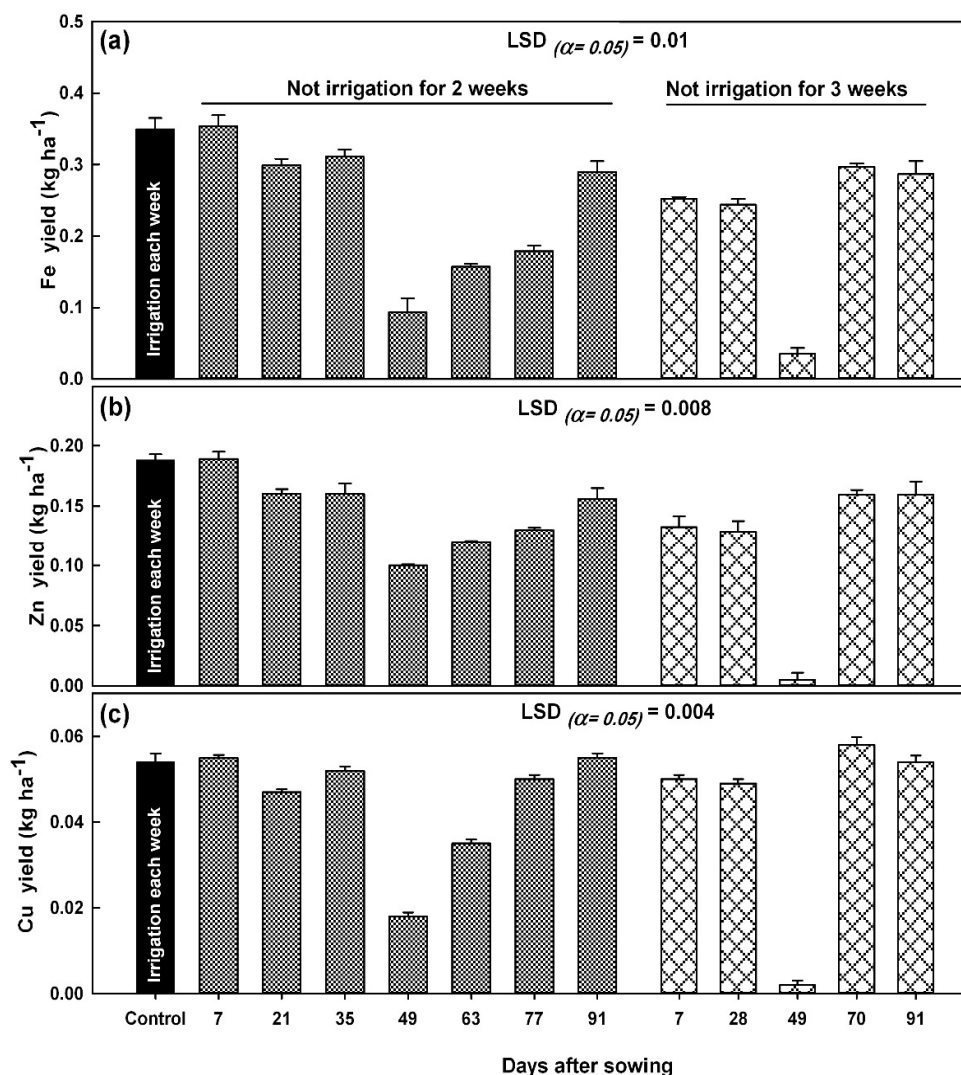 (a)
LSD (α= 0.05) = 0.01
Not irrigation for 2 weeks
Not irrigation for 3 weeks
Fe yield (kg ha-1)
0.5
0.4
0.3
0.2
0.1
0.0
Irrigation each week
(b)
LSD (α= 0.05) = 0.008
Zn yield (kg ha-1)
0.20
0.15
0.10
0.05
0.00
Irrigation each week
(c)
LSD (α= 0.05) = 0.004
Cu yield (kg ha-1)
0.06
0.04
0.02
0.00
Irrigation each week
Control 7 21 35 49 63 77 91 7 28 49 70 91
Days after sowing